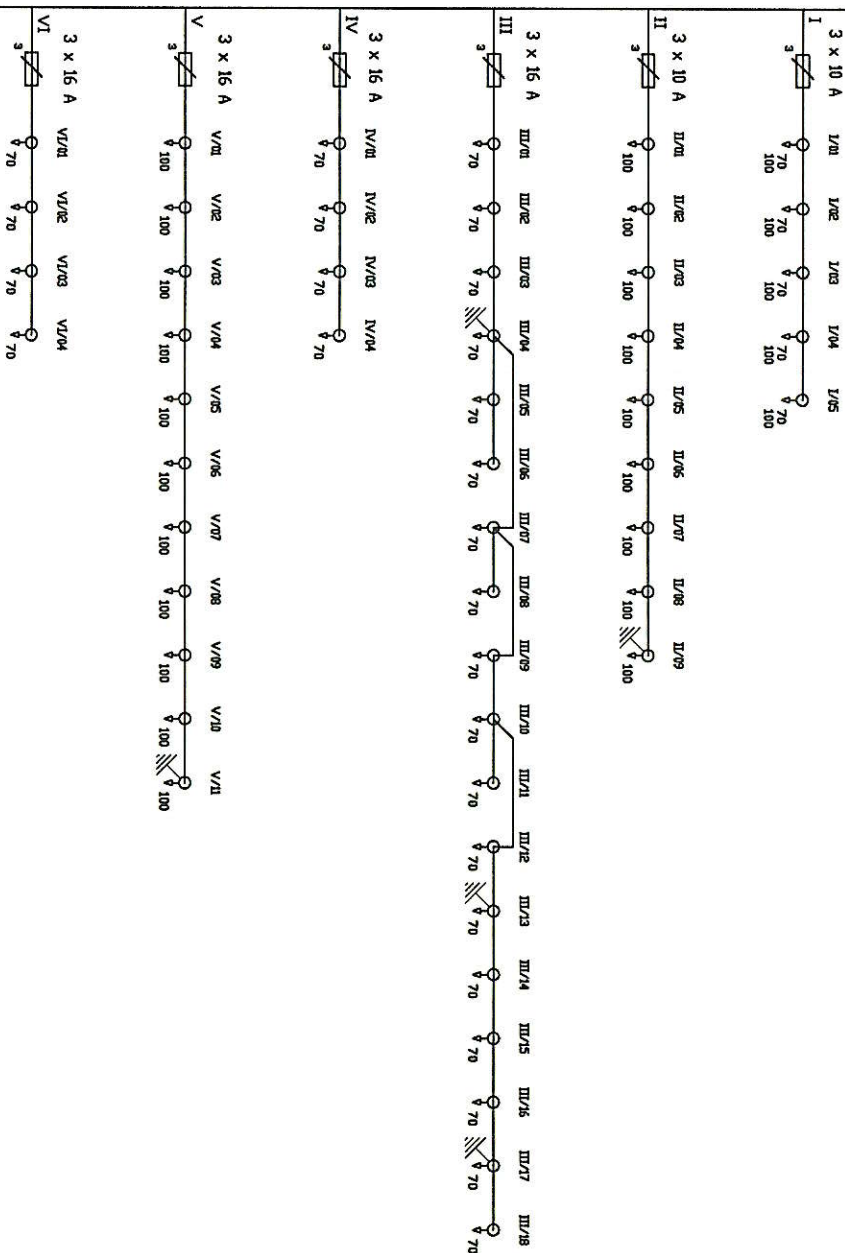 3 x 10 A
I I/01 I/02 I/03 I/04 I/05
3
70 70 70 70 70
100 100 100 100 100
3 x 10 A
II II/01 II/02 II/03 II/04 II/05 II/06 II/07 II/08 II/09
3
100 100 100 100 100 100 100 100 100
3 x 16 A
III III/01 III/02 III/03 III/04 III/05 III/06 III/07 III/08 III/09 III/10 III/11 III/12 III/13 III/14 III/15 III/16 III/17 III/18
3
70 70 70 70 70 70 70 70 70 70 70 70 70 70 70 70 70 70
3 x 16 A
IV IV/01 IV/02 IV/03 IV/04
3
70 70 70 70
3 x 16 A
V V/01 V/02 V/03 V/04 V/05 V/06 V/07 V/08 V/09 V/10 V/11
3
100 100 100 100 100 100 100 100 100 100 100
3 x 16 A
VI VI/01 VI/02 VI/03 VI/04
3
70 70 70 70